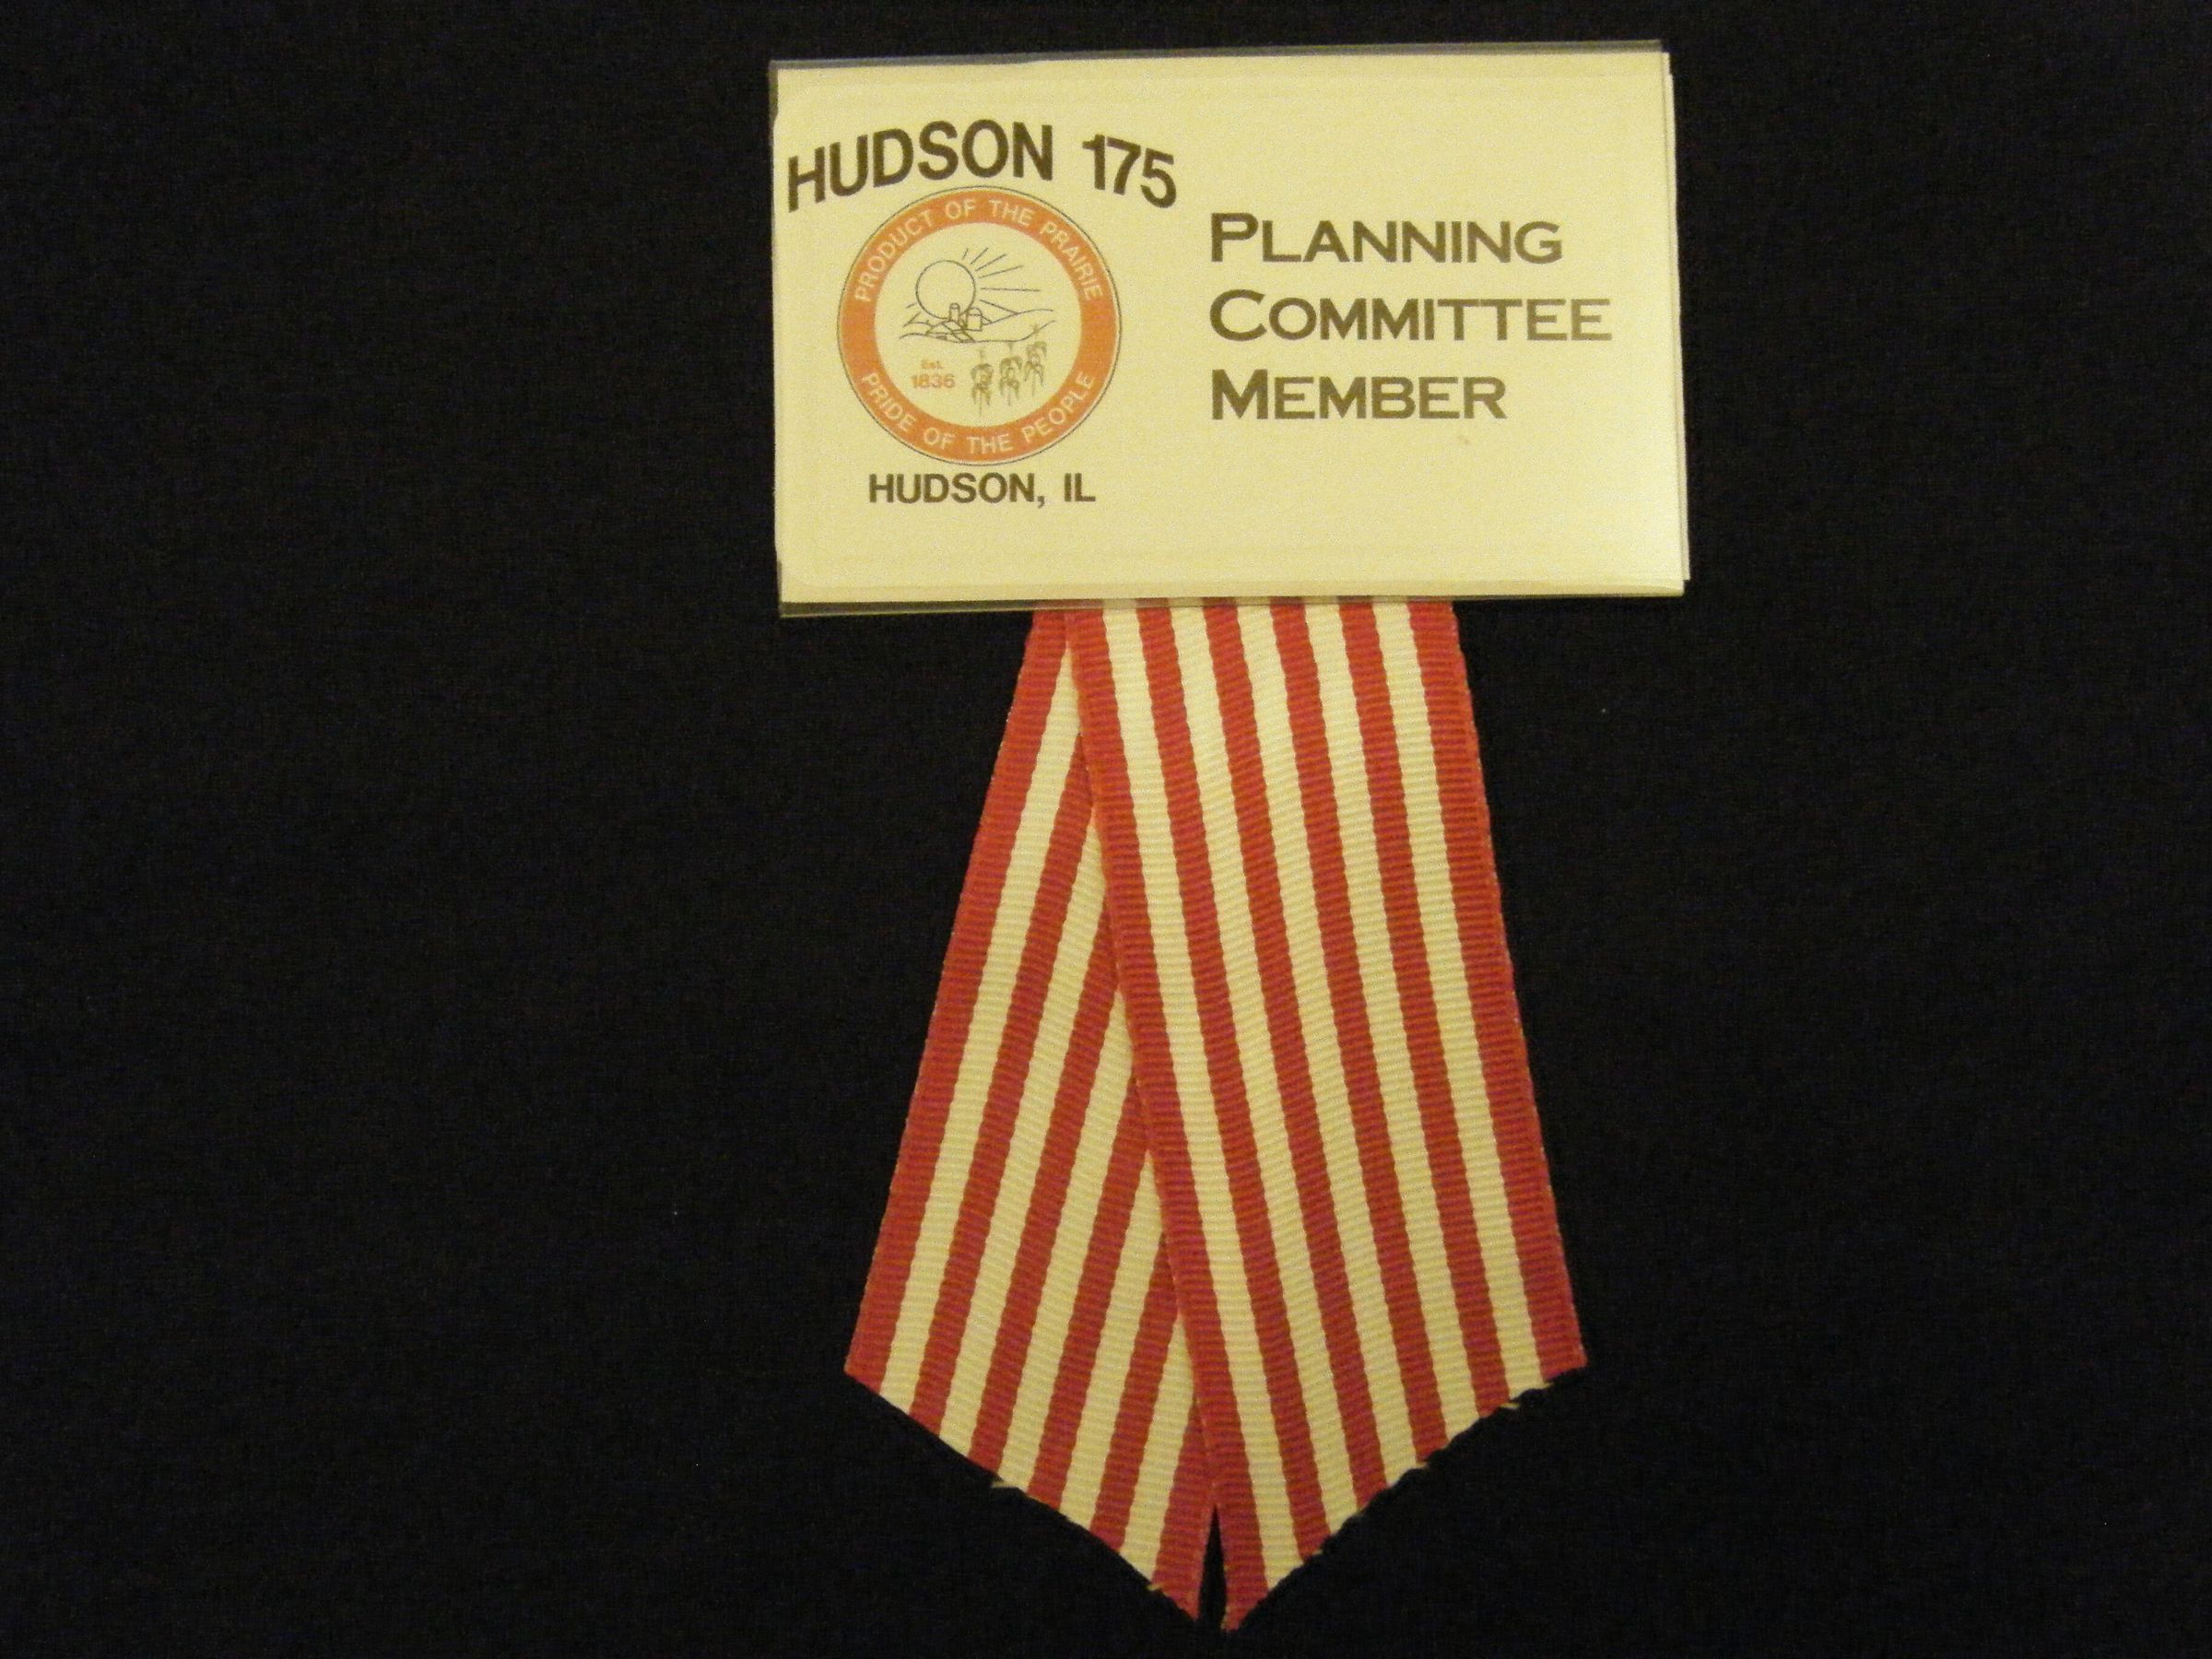 HUDSON 175
PRODUCT OF THE PRAIRIE
Est.
1836
PRIDE OF THE PEOPLE
HUDSON, IL
PLANNING
COMMITTEE
MEMBER